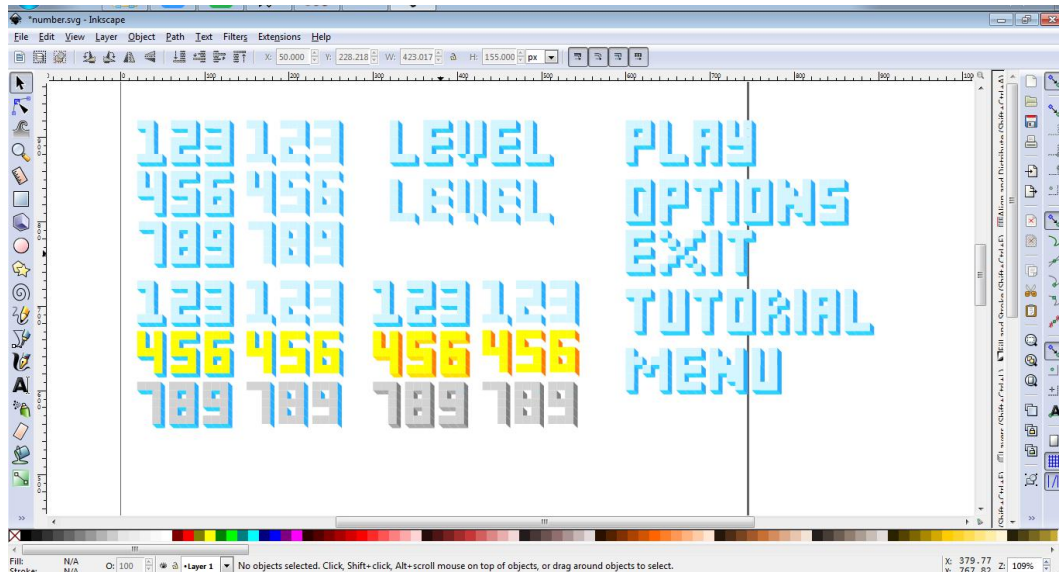 *number.svg - Inkscape
File Edit View Layer Object Path Text Filters Extensions Help
X: 50.000 Y: 228.218 W: 423.017 H: 155.000 px
123 123 LEVEL PLAY
456 456 LEVEL OPTIONS
789 789 EXIT
123 123 123 123 TUTORIAL
456 456 456 456 MENU
789 789 789 789
Fill: N/A O: 100 Layer 1 No objects selected. Click, Shift+click, Alt+scroll mouse on top of objects, or drag around objects to select. X: 379.77 Z: 109%
Stroke: N/A Y: 767.82